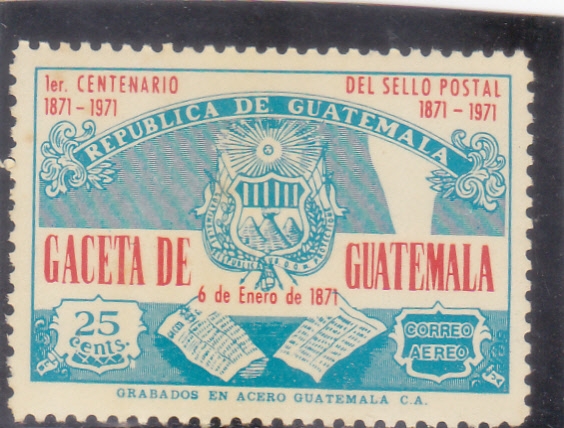 1er. CENTENARIO
1871 - 1971
DEL SELLO POSTAL
1871 - 1971
REPUBLICA DE GUATEMALA
GACETA DE GUATEMALA
6 de Enero de 1871
25
cents.
CORREO
AEREO
GRABADOS EN ACERO GUATEMALA C.A.